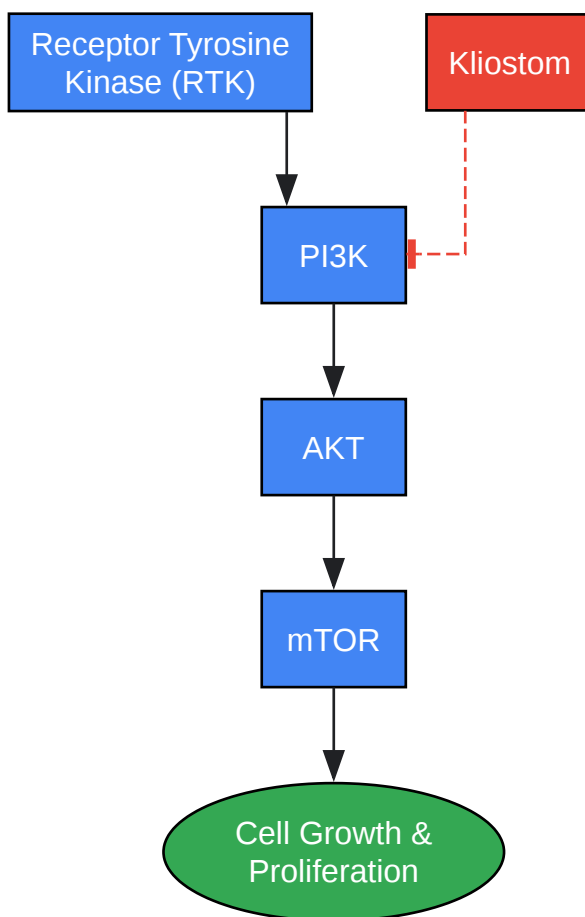 Receptor Tyrosine
Kinase (RTK)
Kliostom
PI3K
AKT
mTOR
Cell Growth &
Proliferation